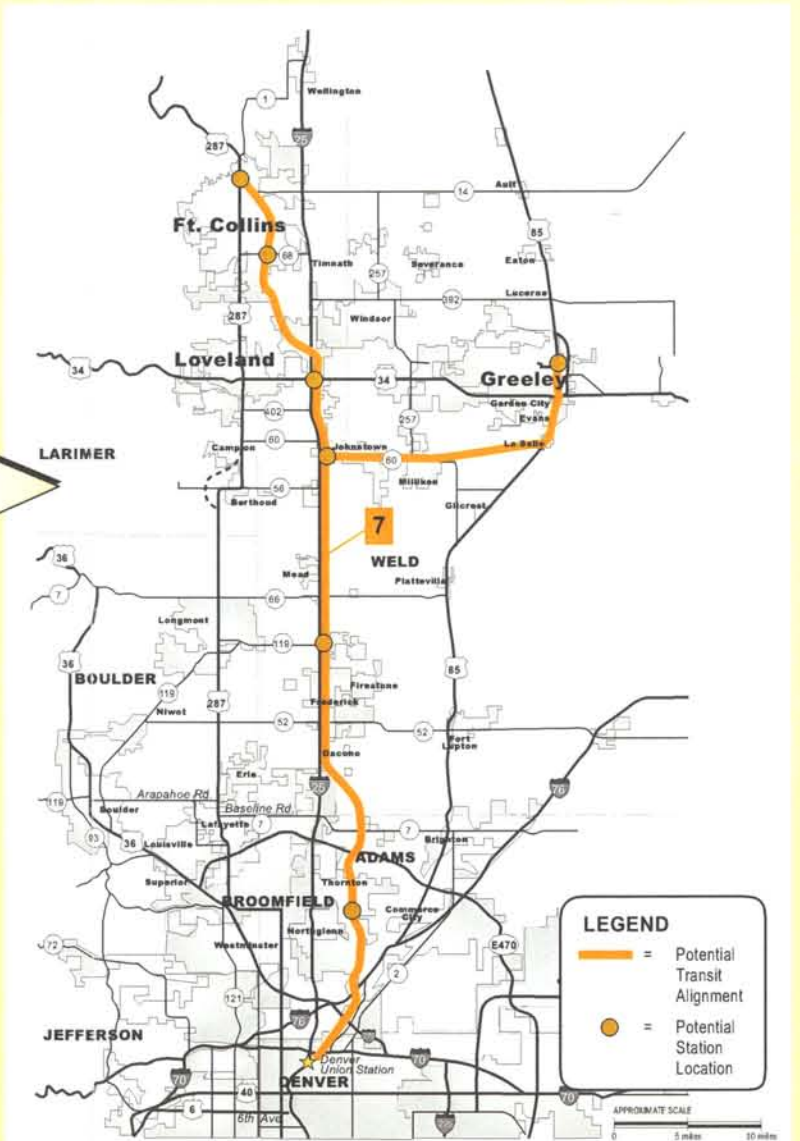 Wellington
1
25
287
14
Ault
Ft. Collins
85
68
Timnath
257
Severance
Eaton
392
Lucerne
287
Windsor
Loveland
34
34
Greeley
Garden City
Evans
402
257
60
Campion
Johnstown
La Salle
LARIMER
60
Milliken
56
Berthoud
Gilcrest
7
36
WELD
Mead
Platteville
7
66
Longmont
119
36
85
BOULDER
Firestone
119
287
Frederick
Niwot
52
52
Fort
Lupton
Dacono
Erie
25
76
Arapahoe Rd.
119
Boulder
Baseline Rd.
Lafayette
7
7
93
36
Louisville
Brighton
ADAMS
Superior
Thornton
BROOMFIELD
Commerce
City
Northglenn
LEGEND
72
Westminster
E470
= Potential
Transit
Alignment
2
121
76
= Potential
Station
Location
JEFFERSON
70
Denver
Union Station
70
DENVER
40
70
6
6th Ave
APPROXIMATE SCALE
0 5 miles 10 miles